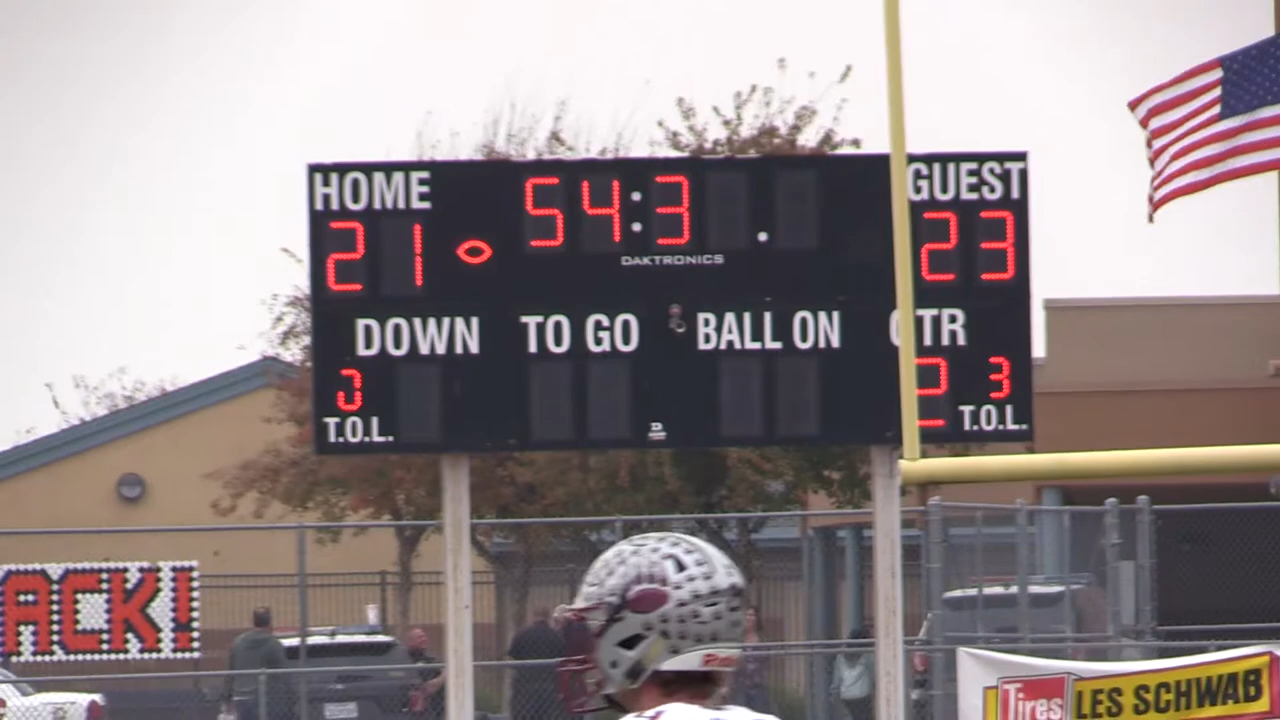 HOME 54:3 . GUEST
21 23
DAKTRONICS
DOWN TO GO BALL ON QTR
3 2 3
T.O.L. T.O.L.
ACK!
7
Tires LES SCHWAB